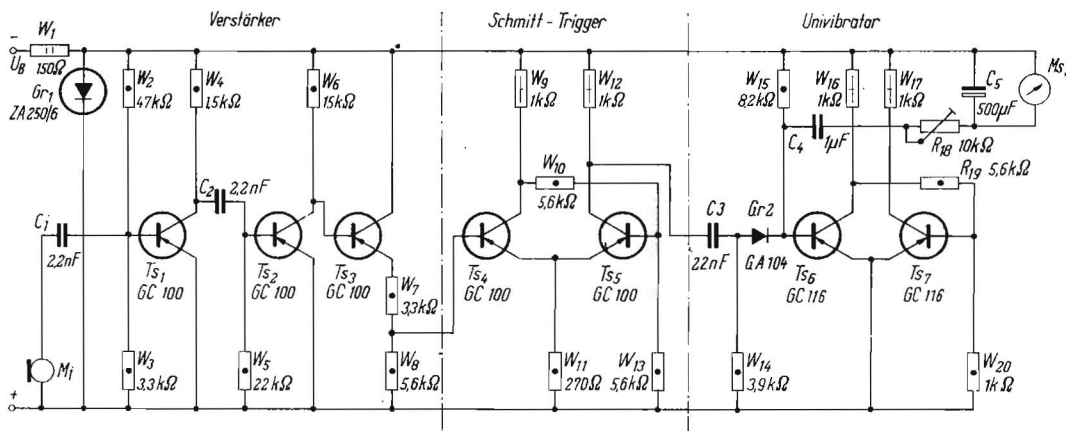 Verstärker
Schmitt - Trigger
Univibrator
−
U_B
W1
150Ω
Gr1
ZA 250/6
W2
47kΩ
W4
1,5kΩ
W6
15kΩ
W9
1kΩ
W12
1kΩ
W15
8,2kΩ
W16
1kΩ
W17
1kΩ
C5
500µF
Ms.
C4
1µF
R18 10kΩ
R19 5,6kΩ
W10
5,6kΩ
C2
2,2nF
C1
2,2nF
C3
22nF
Gr2
GA104
Ts1
GC 100
Ts2
GC 100
Ts3
GC 100
Ts4
GC 100
Ts5
GC 100
Ts6
GC 116
Ts7
GC 116
W7
3,3kΩ
Mi
W3
3,3kΩ
W5
22kΩ
W8
5,6kΩ
W11
270Ω
W13
5,6kΩ
W14
3,9kΩ
W20
1kΩ
+